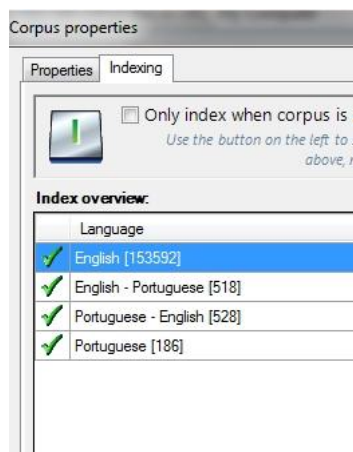 Corpus properties
Properties Indexing
Only index when corpus is
Use the button on the left to
above,
Index overview:
Language
English [153592]
English - Portuguese [518]
Portuguese - English [528]
Portuguese [186]